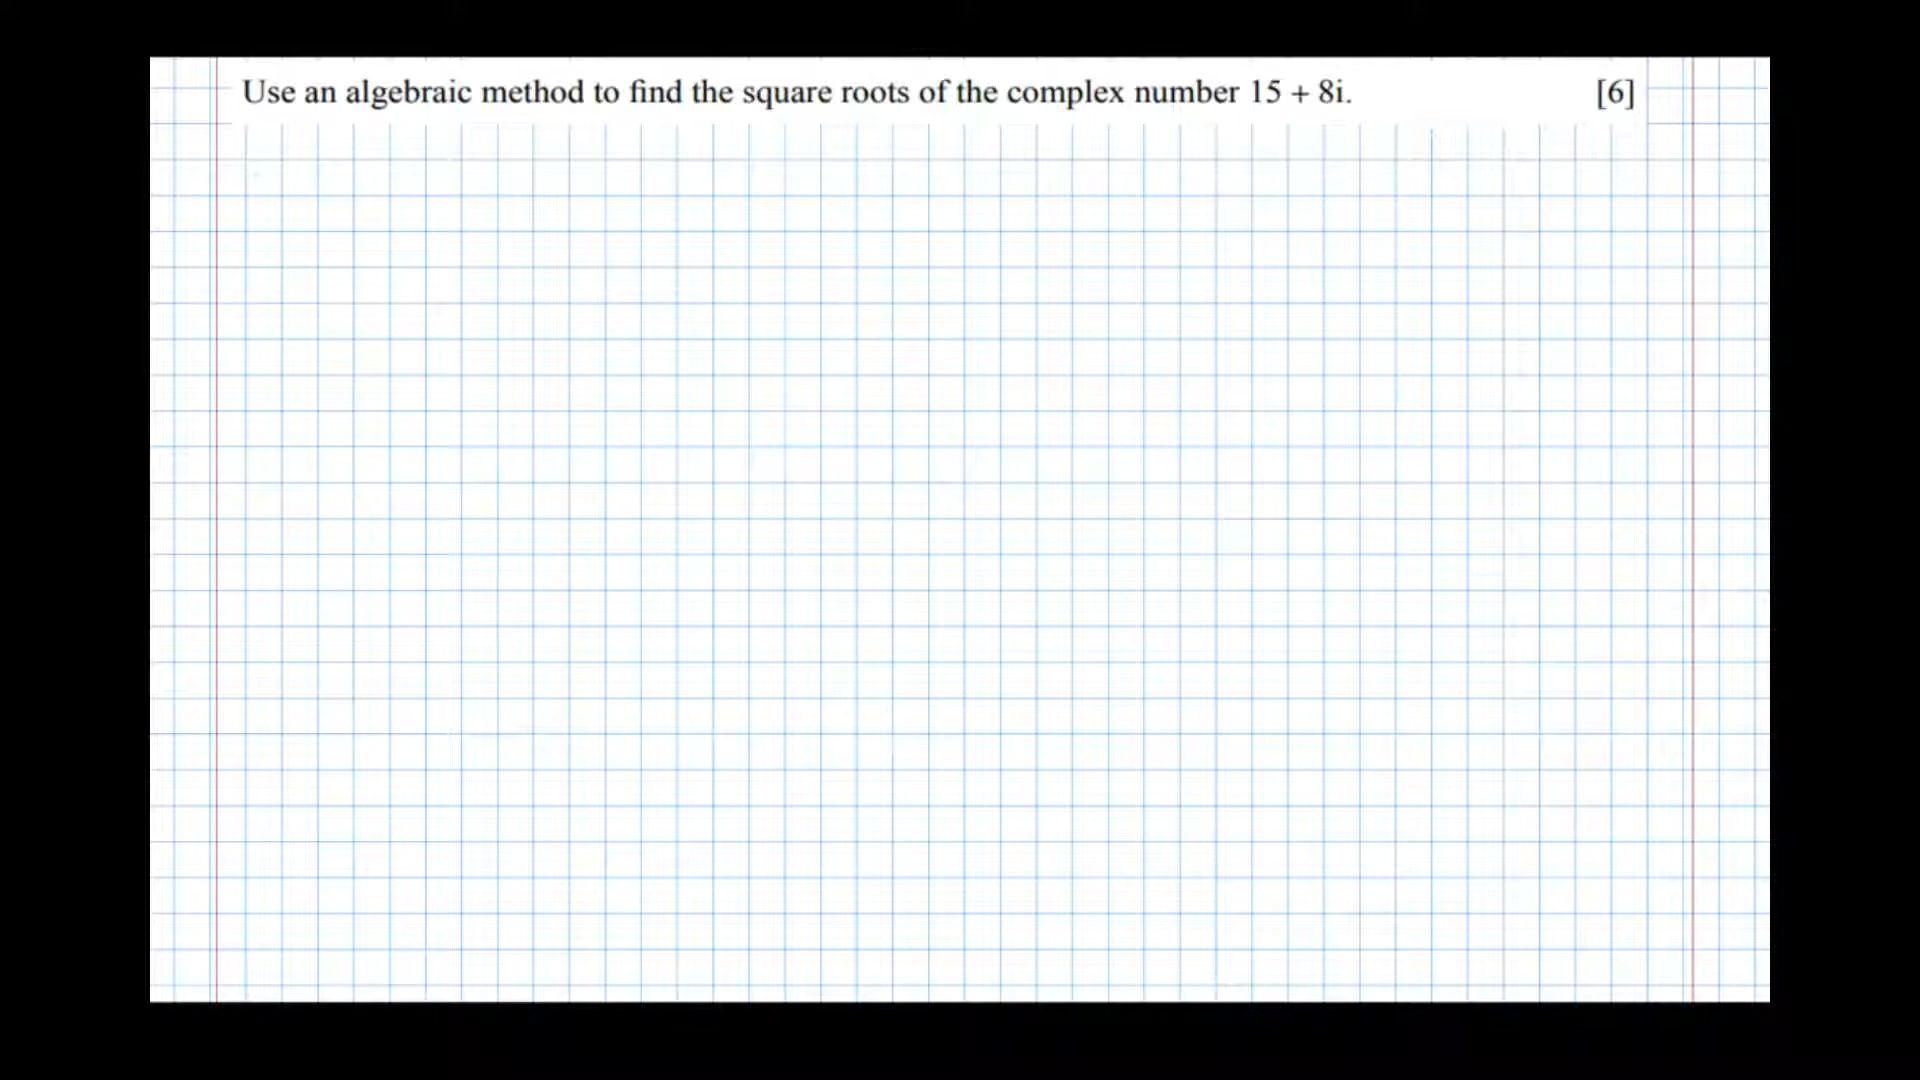 Use an algebraic method to find the square roots of the complex number 15 + 8i. [6]